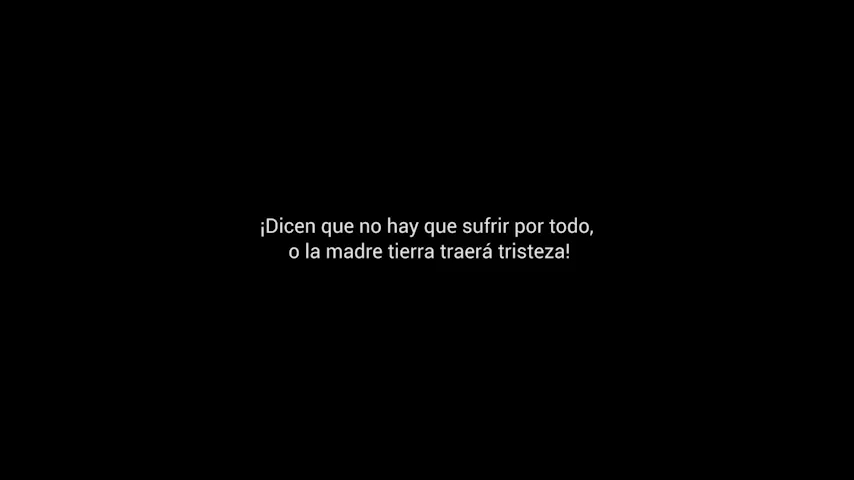 ¡Dicen que no hay que sufrir por todo,
o la madre tierra traerá tristeza!